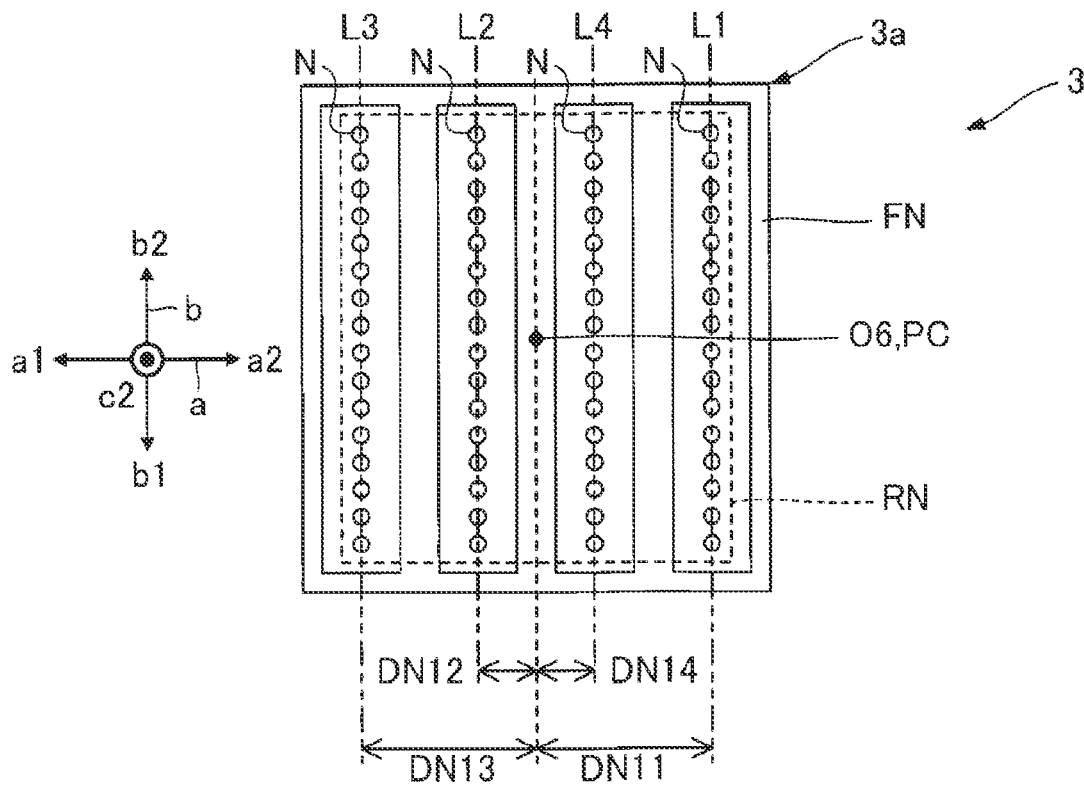 L3 L2 L4 L1
3a
N N N N
3
FN
b2
b
O6,PC
a1 a2
c2 a
b1
RN
DN12 DN14
DN13 DN11